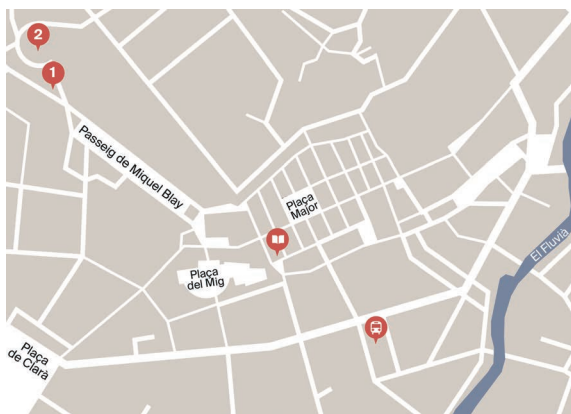 2
1
Passeig de Miquel Blay
Plaça
Major
El Fluvià
Plaça
del Mig
Plaça
de Clarà